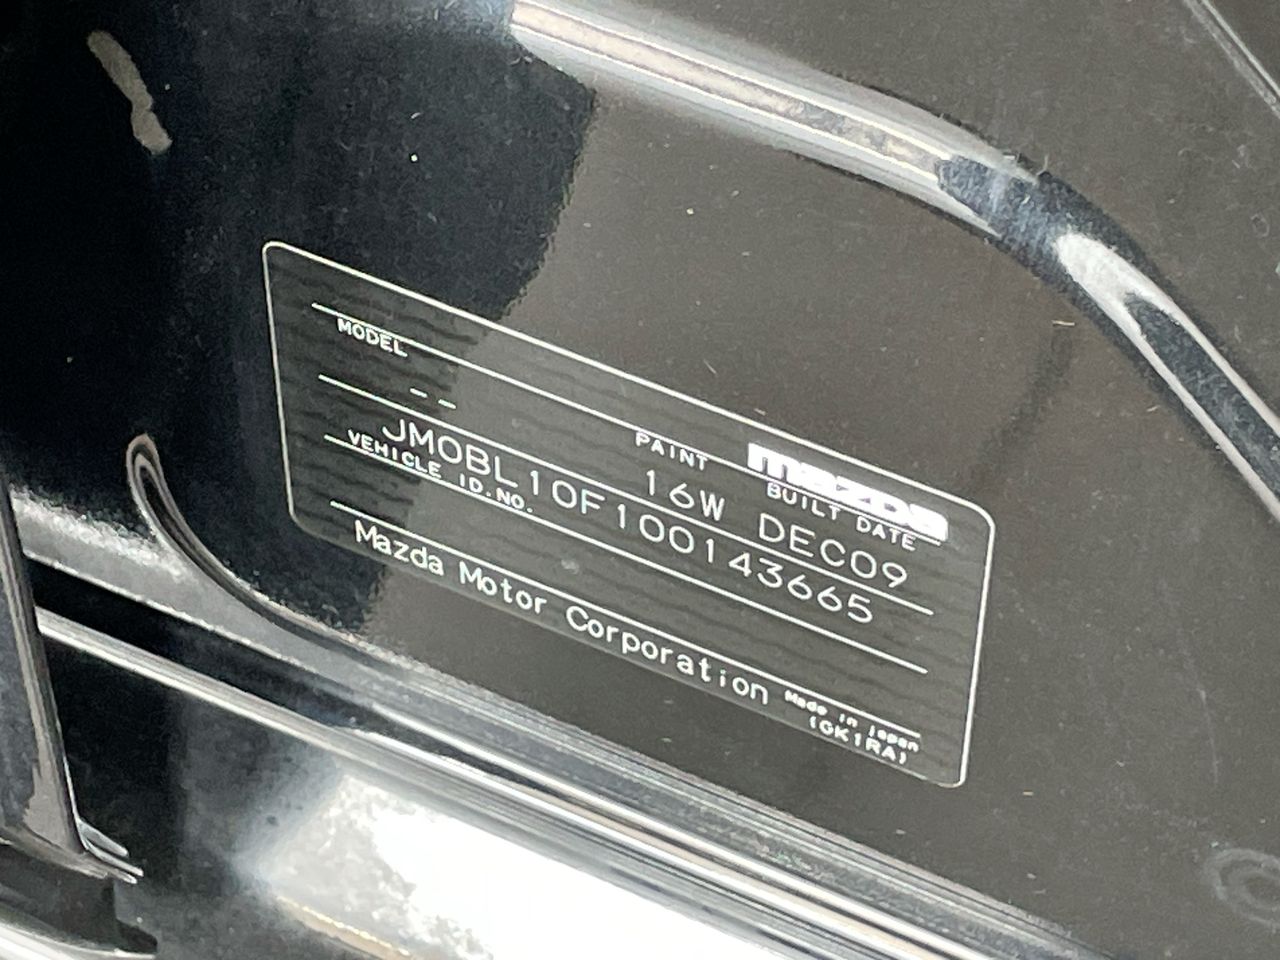 mazda
MODEL PAINT BUILT DATE
-- 16W DEC09
JM0BL10F100143665
VEHICLE ID.NO.
Mazda Motor Corporation
Made in japan
(GK1RA)